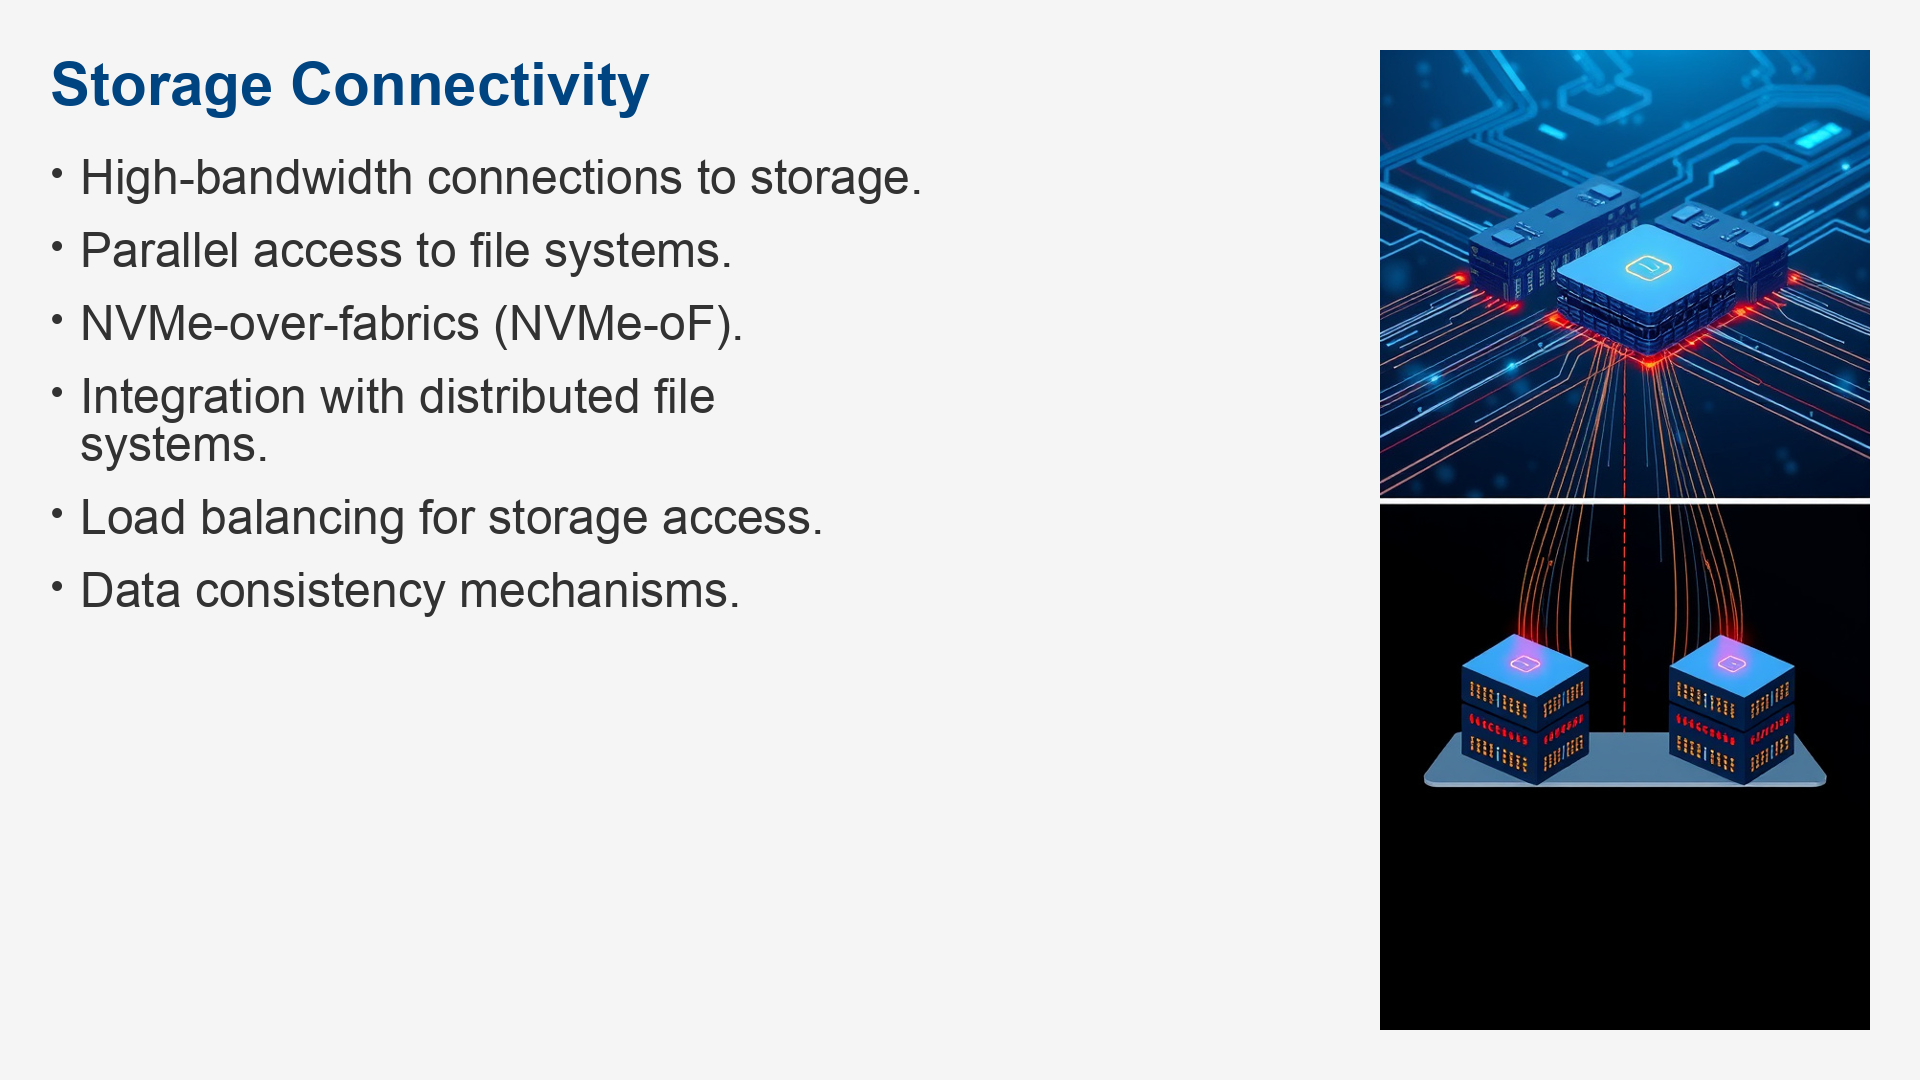 Storage Connectivity
• High-bandwidth connections to storage.
• Parallel access to file systems.
• NVMe-over-fabrics (NVMe-oF).
• Integration with distributed file
systems.
• Load balancing for storage access.
• Data consistency mechanisms.